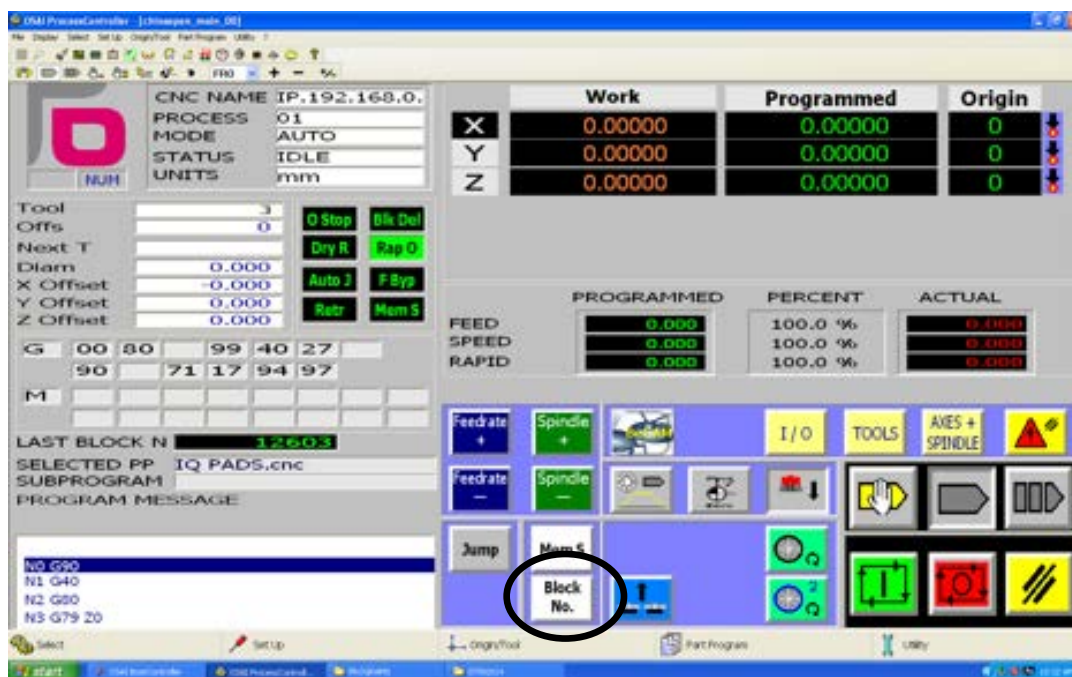 OSAI ProcessController - [chinaspex_main_00]
File Display Select Set Up Origin/Tool Part Program Utility ?
FR0
CNC NAME IP.192.168.0.
PROCESS 01
MODE AUTO
STATUS IDLE
UNITS mm
NUM
Work Programmed Origin
X 0.00000 0.00000 0
Y 0.00000 0.00000 0
Z 0.00000 0.00000 0
Tool 3
Offs 0
Next T
Diam 0.000
X Offset -0.000
Y Offset 0.000
Z Offset 0.000
O Stop Blk Del
Dry R Rap O
Auto J F Byp
Retr Mem S
PROGRAMMED PERCENT ACTUAL
FEED 0.000 100.0 % 0.000
SPEED 0.000 100.0 % 0.000
RAPID 0.000 100.0 % 0.000
G 00 80 99 40 27
90 71 17 94 97
M
LAST BLOCK N 12603
SELECTED PP IQ PADS.cnc
SUBPROGRAM
PROGRAM MESSAGE
N0 G90
N1 G40
N2 G80
N3 G79 Z0
Feedrate +
Spindle +
I/O
TOOLS
AXES + SPINDLE
Feedrate -
Spindle -
Jump
Mem S
Block No.
2
Select Set Up Origin/Tool Part Program Utility
start